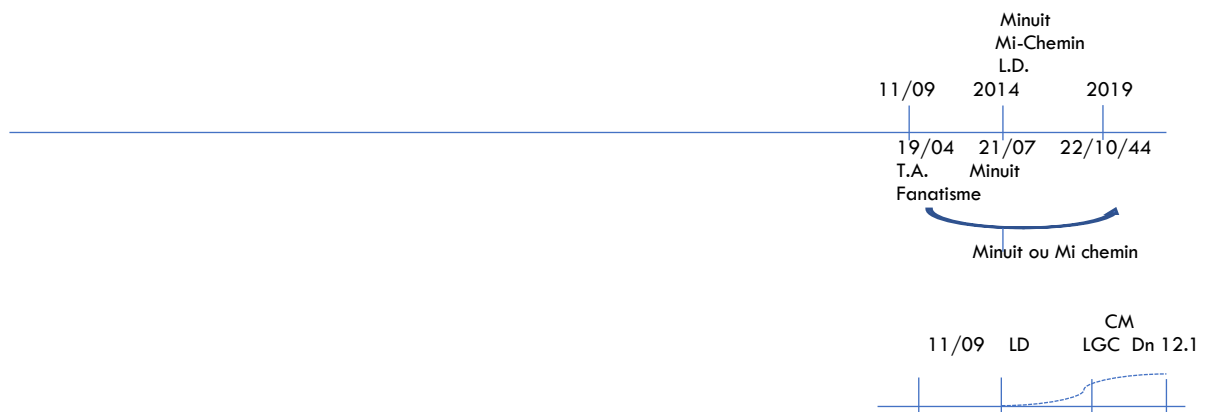 Minuit
Mi-Chemin
L.D.
11/09 2014 2019
19/04 21/07 22/10/44
T.A. Minuit
Fanatisme
Minuit ou Mi chemin
CM
11/09 LD LGC Dn 12.1